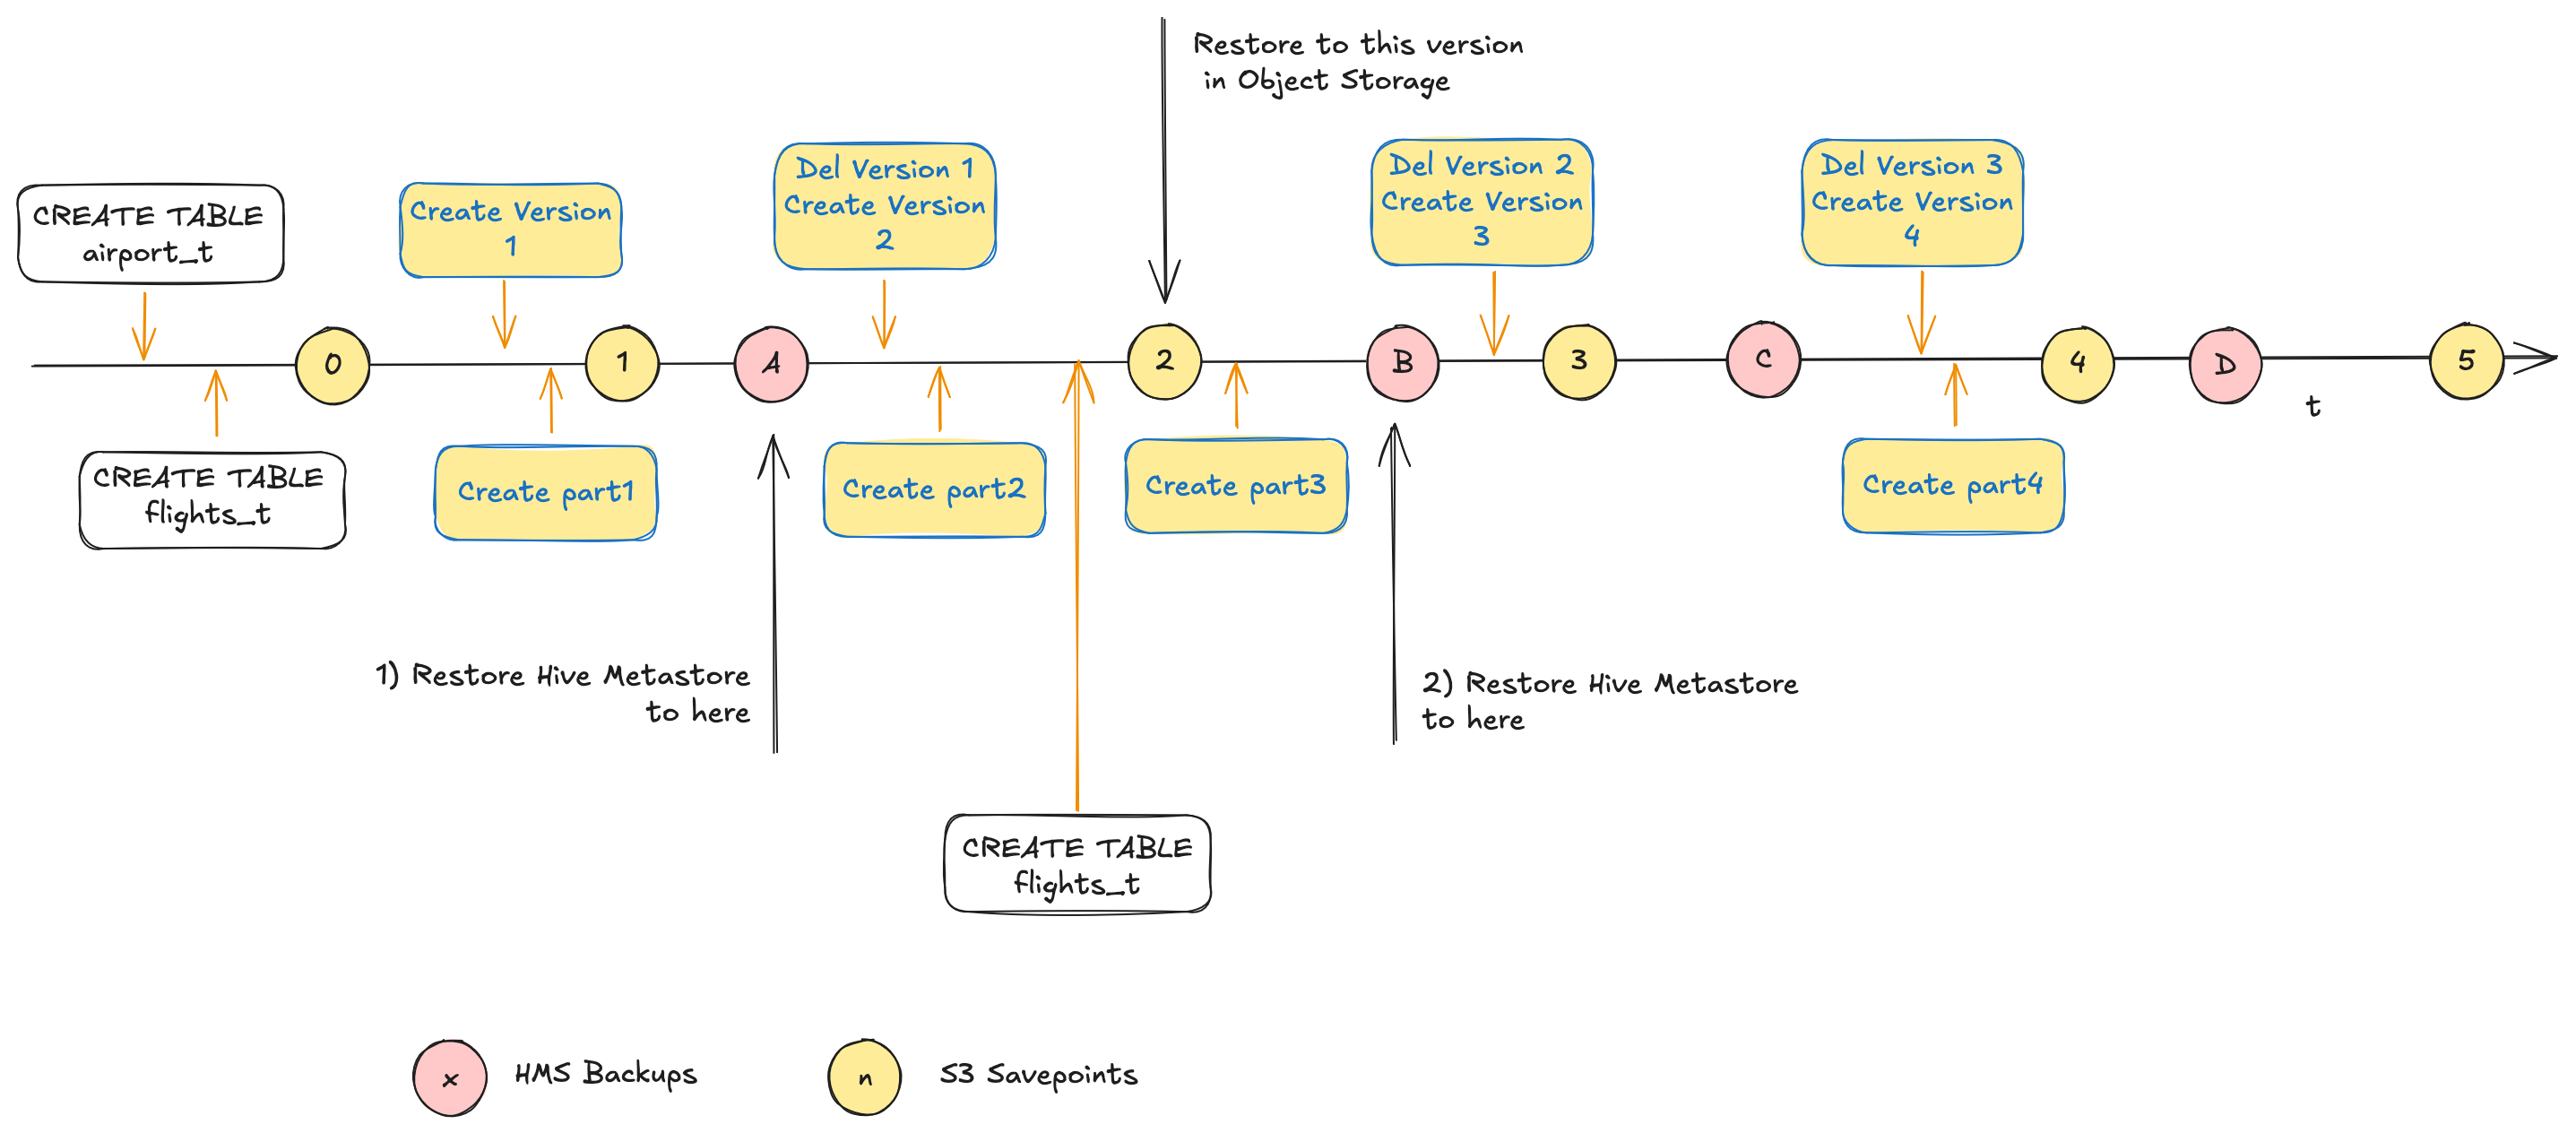 Restore to this version
in Object Storage
CREATE TABLE
airport_t
Create Version
1
Del Version 1
Create Version
2
Del Version 2
Create Version
3
Del Version 3
Create Version
4
0
1
A
2
B
3
C
4
D
5
t
CREATE TABLE
flights_t
Create part1
Create part2
Create part3
Create part4
1) Restore Hive Metastore
to here
2) Restore Hive Metastore
to here
CREATE TABLE
flights_t
x
HMS Backups
n
S3 Savepoints